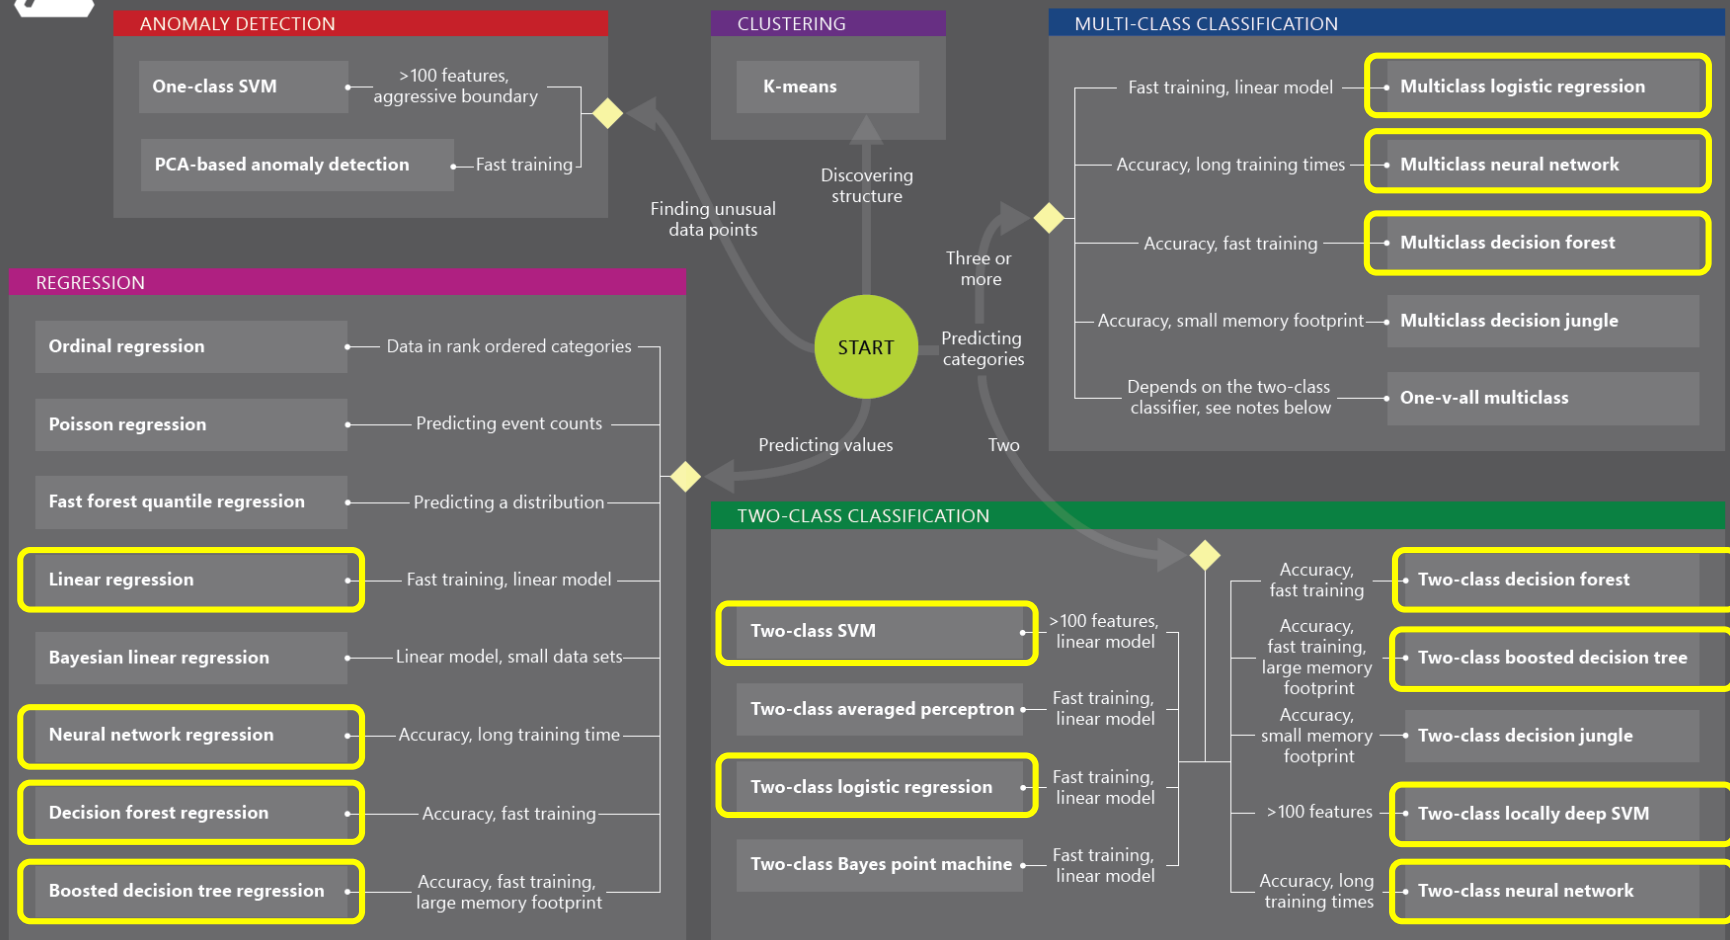 ANOMALY DETECTION
One-class SVM
>100 features,
aggressive boundary
PCA-based anomaly detection
Fast training
CLUSTERING
K-means
Discovering
structure
Finding unusual
data points
MULTI-CLASS CLASSIFICATION
Fast training, linear model
Multiclass logistic regression
Accuracy, long training times
Multiclass neural network
Accuracy, fast training
Multiclass decision forest
Accuracy, small memory footprint
Multiclass decision jungle
Depends on the two-class
classifier, see notes below
One-v-all multiclass
Three or
more
START
Predicting
categories
Predicting values
Two
REGRESSION
Ordinal regression
Data in rank ordered categories
Poisson regression
Predicting event counts
Fast forest quantile regression
Predicting a distribution
Linear regression
Fast training, linear model
Bayesian linear regression
Linear model, small data sets
Neural network regression
Accuracy, long training time
Decision forest regression
Accuracy, fast training
Boosted decision tree regression
Accuracy, fast training,
large memory footprint
TWO-CLASS CLASSIFICATION
Two-class SVM
>100 features,
linear model
Two-class averaged perceptron
Fast training,
linear model
Two-class logistic regression
Fast training,
linear model
Two-class Bayes point machine
Fast training,
linear model
Accuracy,
fast training
Two-class decision forest
Accuracy,
fast training,
large memory
footprint
Two-class boosted decision tree
Accuracy,
small memory
footprint
Two-class decision jungle
>100 features
Two-class locally deep SVM
Accuracy, long
training times
Two-class neural network